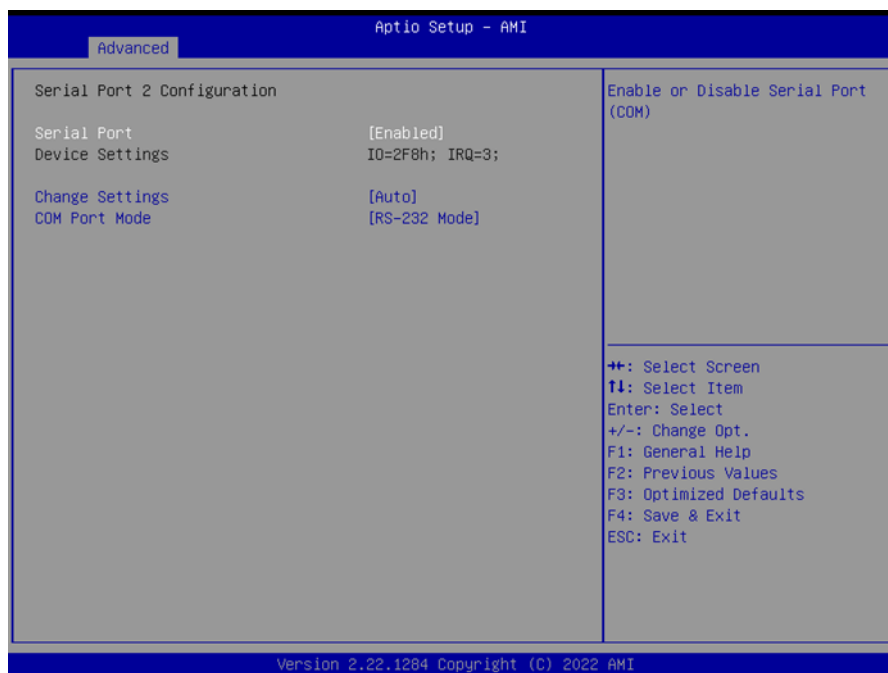 Aptio Setup – AMI
Advanced
Serial Port 2 Configuration
Serial Port [Enabled]
Device Settings IO=2F8h; IRQ=3;
Change Settings [Auto]
COM Port Mode [RS-232 Mode]
Enable or Disable Serial Port
(COM)
→←: Select Screen
↑↓: Select Item
Enter: Select
+/-: Change Opt.
F1: General Help
F2: Previous Values
F3: Optimized Defaults
F4: Save & Exit
ESC: Exit
Version 2.22.1284 Copyright (C) 2022 AMI